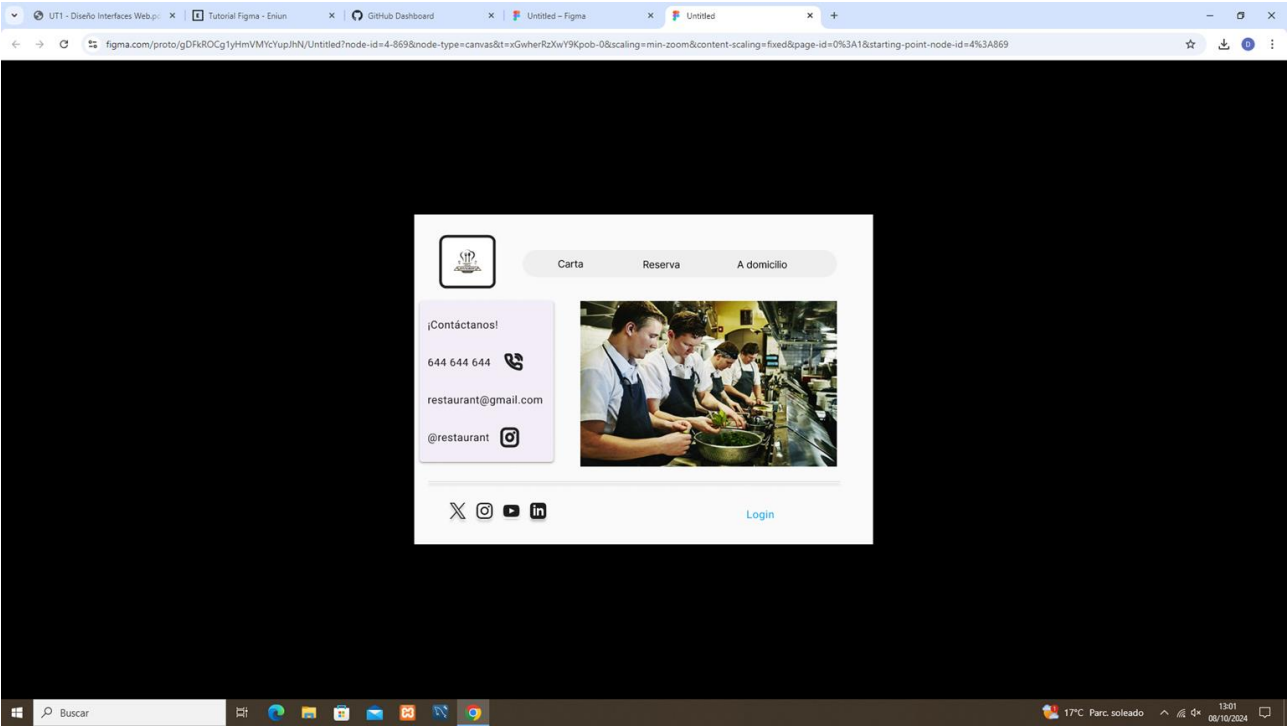 UT1 - Diseño Interfaces Web.p
Tutorial Figma - Eniun
GitHub Dashboard
Untitled – Figma
Untitled
figma.com/proto/gDFkROCg1yHmVMYcYupJhN/Untitled?node-id=4-869&node-type=canvas&t=xGwherRzXwY9Kpob-0&scaling=min-zoom&content-scaling=fixed&page-id=0%3A1&starting-point-node-id=4%3A869
D
Carta
Reserva
A domicilio
¡Contáctanos!
644 644 644
restaurant@gmail.com
@restaurant
Login
Buscar
17°C Parc. soleado
13:01
08/10/2024